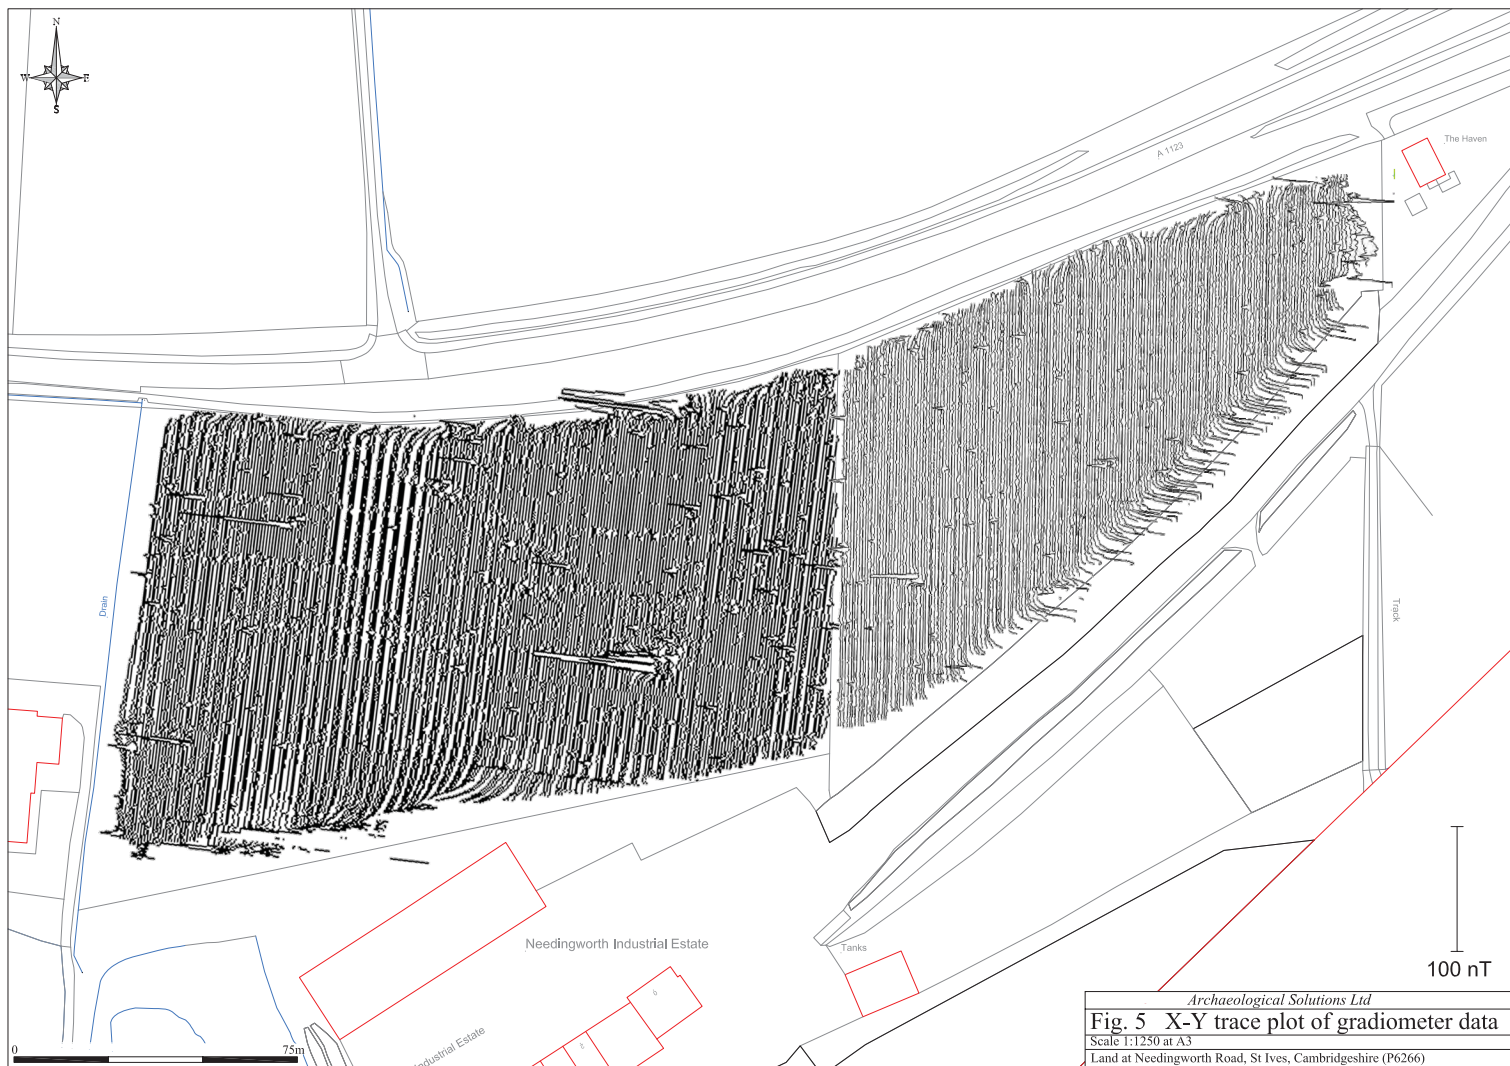 N
W E
S
The Haven
A 1123
Drain
Track
Needingworth Industrial Estate
Tanks
ndustrial Estate
0 75m
100 nT
Archaeological Solutions Ltd
Fig. 5 X-Y trace plot of gradiometer data
Scale 1:1250 at A3
Land at Needingworth Road, St Ives, Cambridgeshire (P6266)